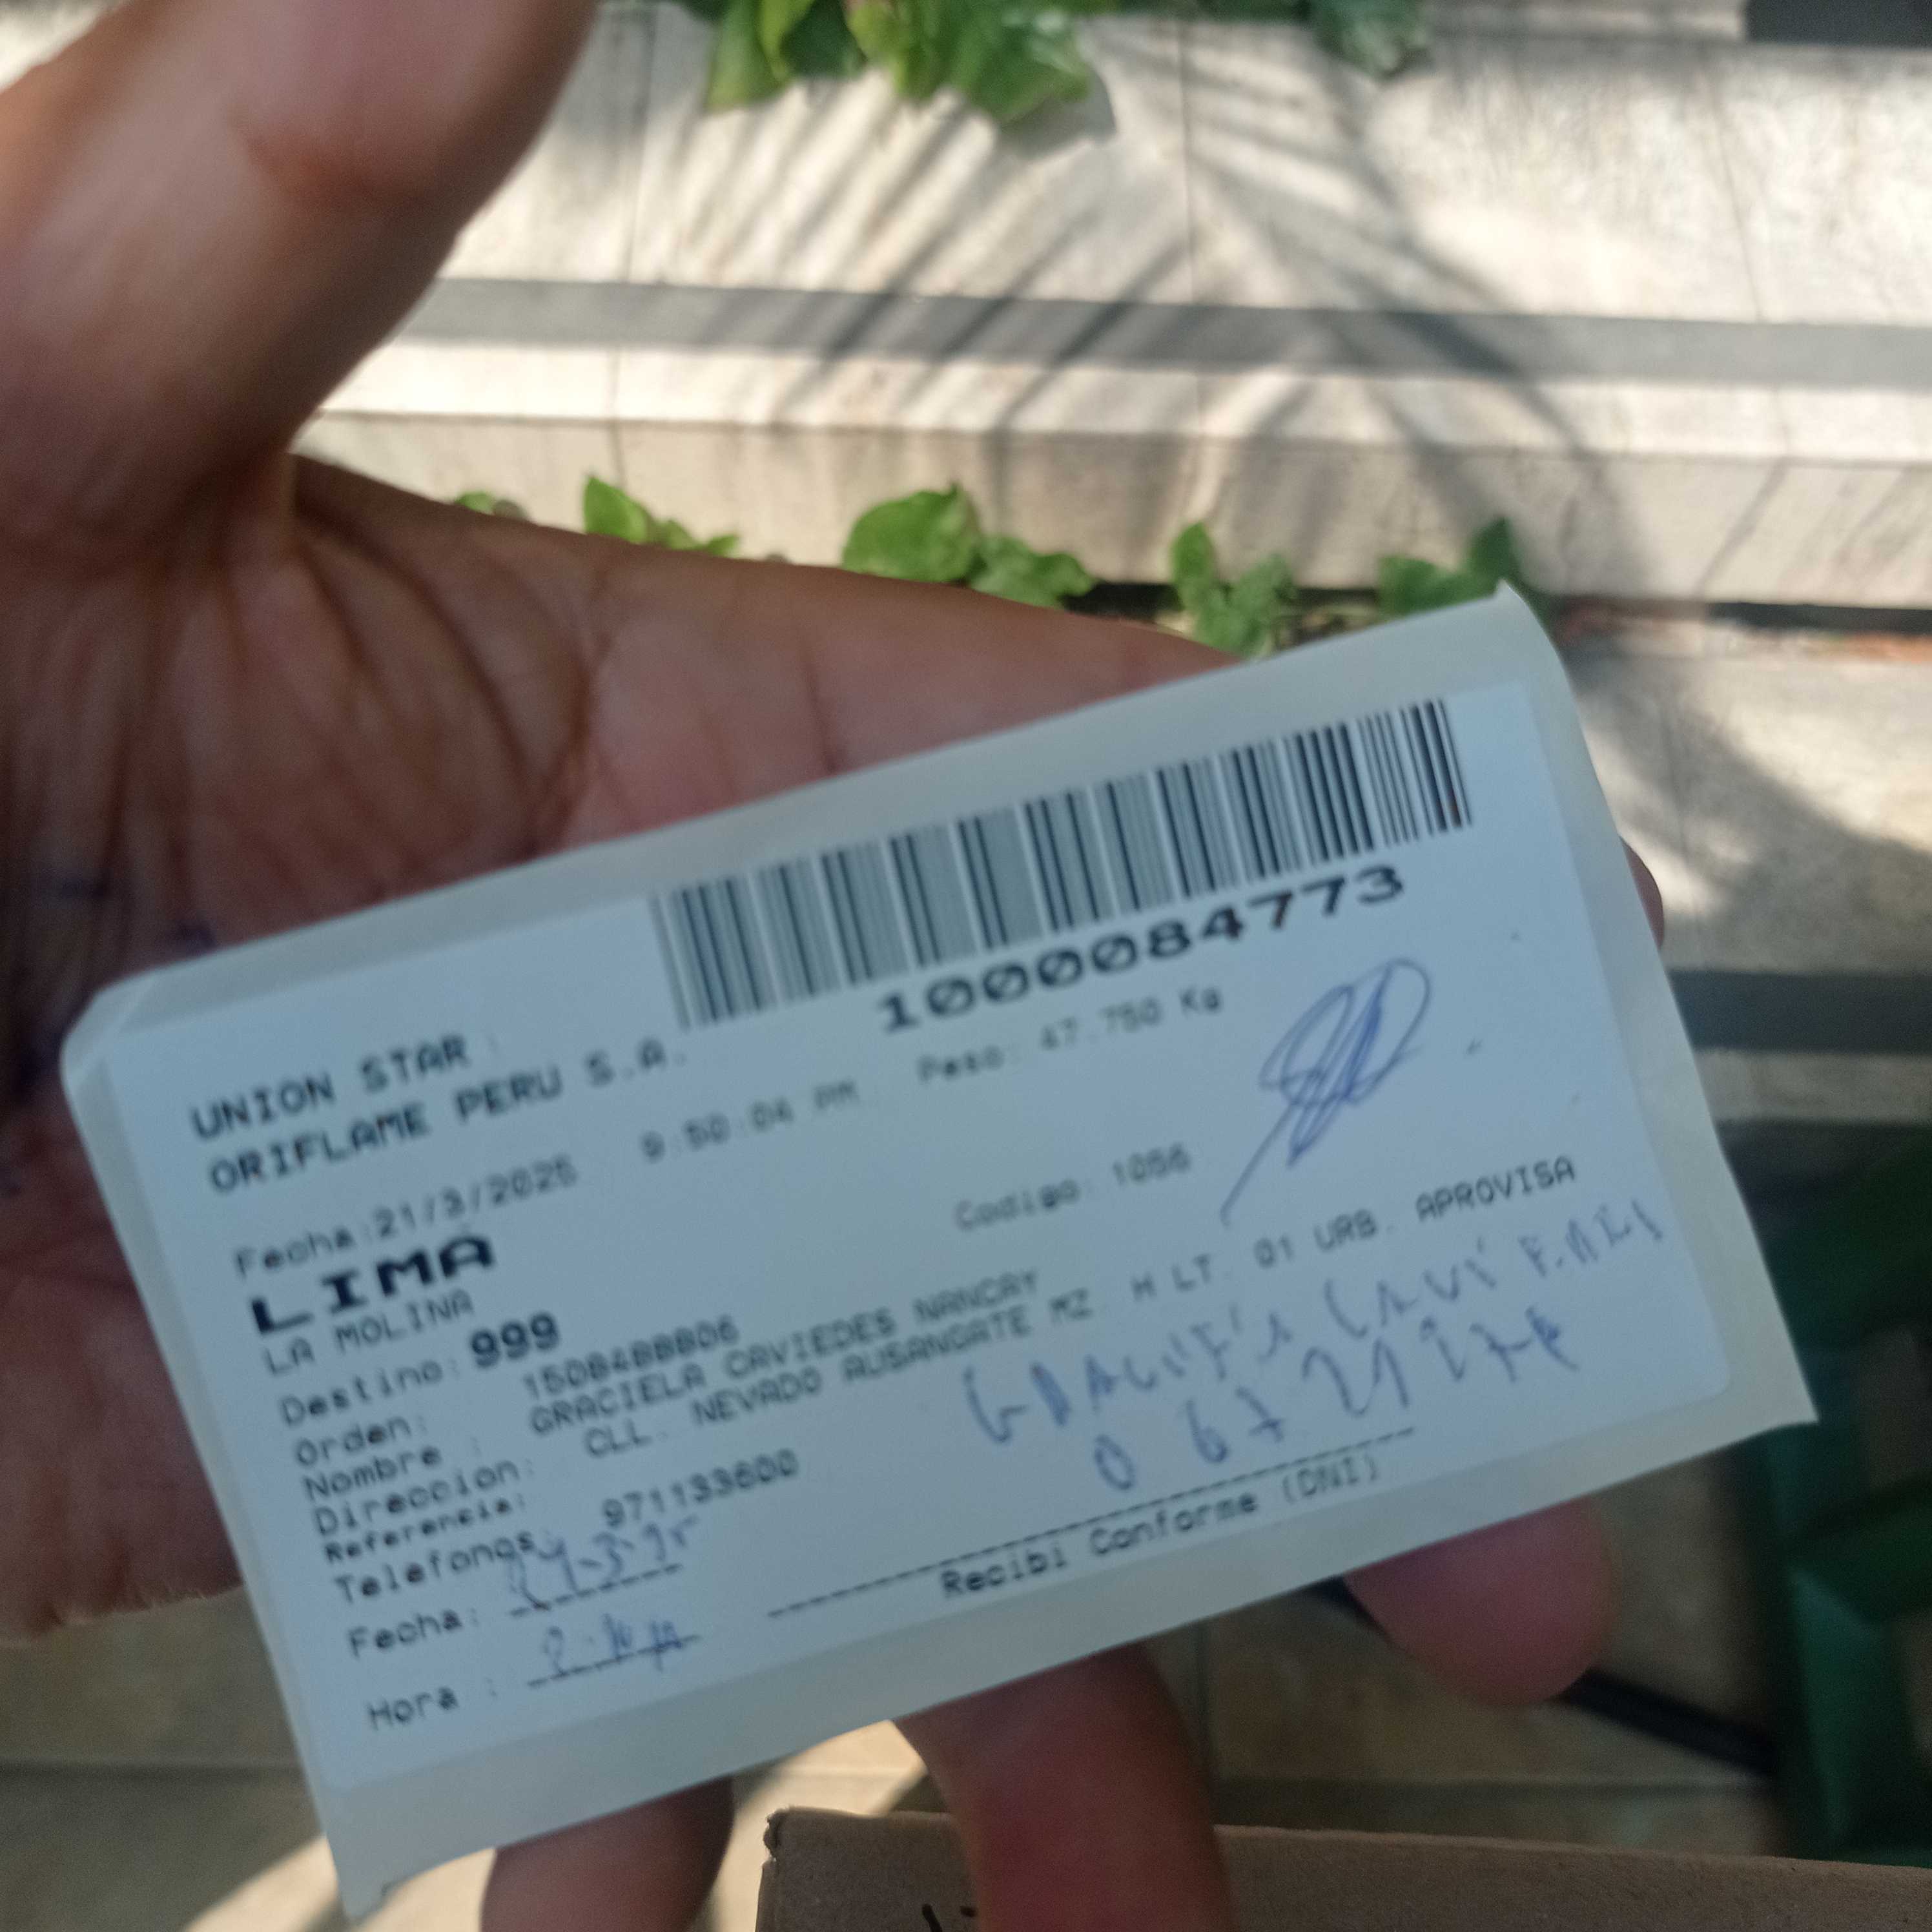 1000084773
UNION STAR
ORIFLAME PERU S.A.
Fecha:21/3/2025 9:50:04 PM Peso: 47.750 Kg
LIMA
LA MOLINA Codigo: 1056
Destino: 999
Orden:
Nombre : GRACIELA CAVIEDES NANCAY
Direccion: CLL. NEVADO AUSANGATE MZ. H LT. 01 URB. APROVISA
Referencia:
Telefonos: 971133600
Fecha:
Hora :
Recibi Conforme (DNI)